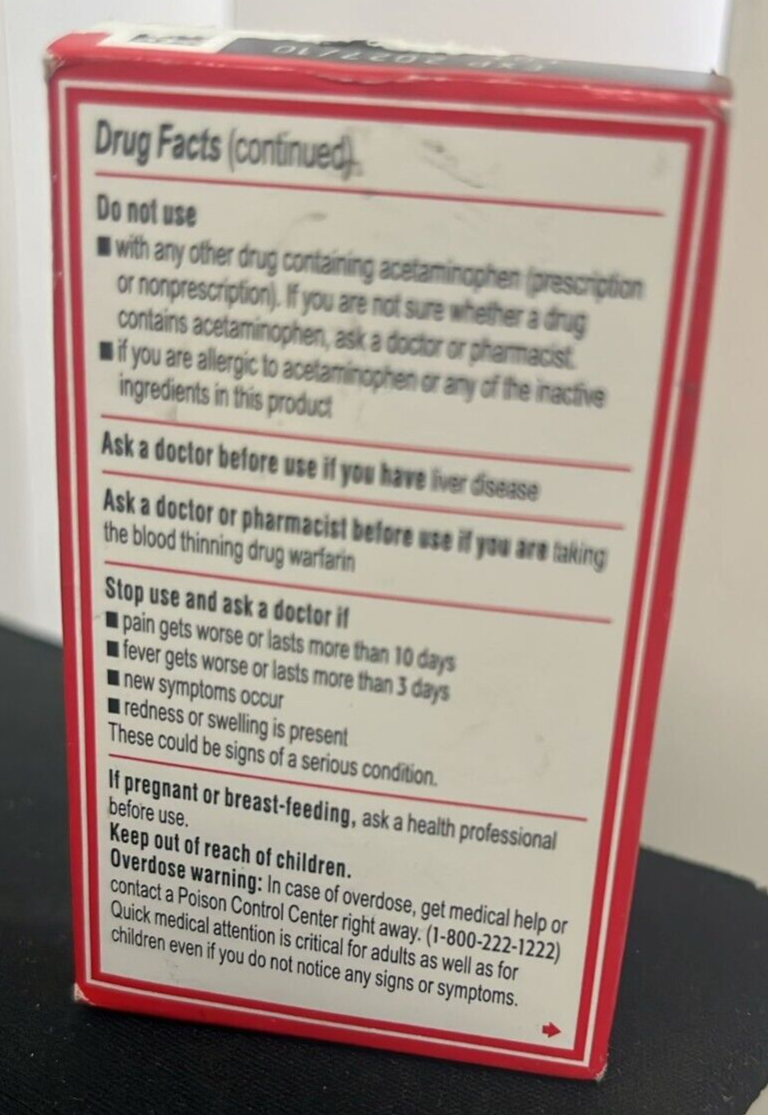 EXP 2027/10
Drug Facts (continued)
Do not use
■ with any other drug containing acetaminophen (prescription
or nonprescription). If you are not sure whether a drug
contains acetaminophen, ask a doctor or pharmacist.
■ if you are allergic to acetaminophen or any of the inactive
ingredients in this product
Ask a doctor before use if you have liver disease
Ask a doctor or pharmacist before use if you are taking
the blood thinning drug warfarin
Stop use and ask a doctor if
■ pain gets worse or lasts more than 10 days
■ fever gets worse or lasts more than 3 days
■ new symptoms occur
■ redness or swelling is present
These could be signs of a serious condition.
If pregnant or breast-feeding, ask a health professional
before use.
Keep out of reach of children.
Overdose warning: In case of overdose, get medical help or
contact a Poison Control Center right away. (1-800-222-1222)
Quick medical attention is critical for adults as well as for
children even if you do not notice any signs or symptoms.